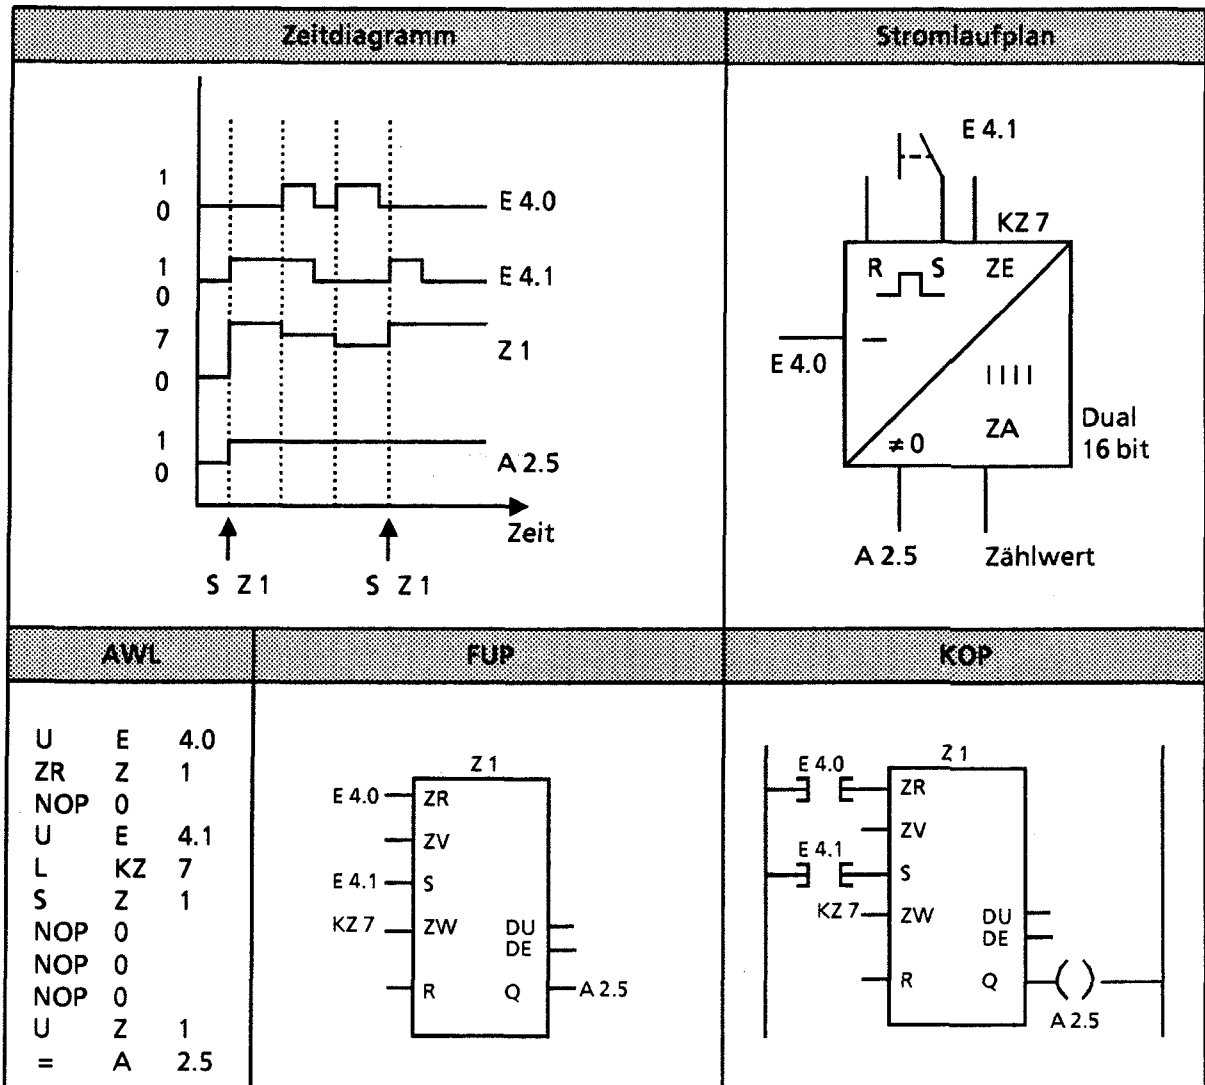 Zeitdiagramm
Stromlaufplan
1
0
E 4.0
1
0
E 4.1
7
0
Z 1
1
0
A 2.5
Zeit
S Z 1
S Z 1
E 4.1
KZ 7
R S ZE
E 4.0
≠ 0
ZA
Dual
16 bit
A 2.5
Zählwert
AWL
FUP
KOP
U E 4.0
ZR Z 1
NOP 0
U E 4.1
L KZ 7
S Z 1
NOP 0
NOP 0
NOP 0
U Z 1
= A 2.5
Z 1
E 4.0
ZR
ZV
E 4.1
S
KZ 7
ZW
DU
DE
R
Q
A 2.5
Z 1
E 4.0
ZR
ZV
E 4.1
S
KZ 7
ZW
DU
DE
R
Q
A 2.5